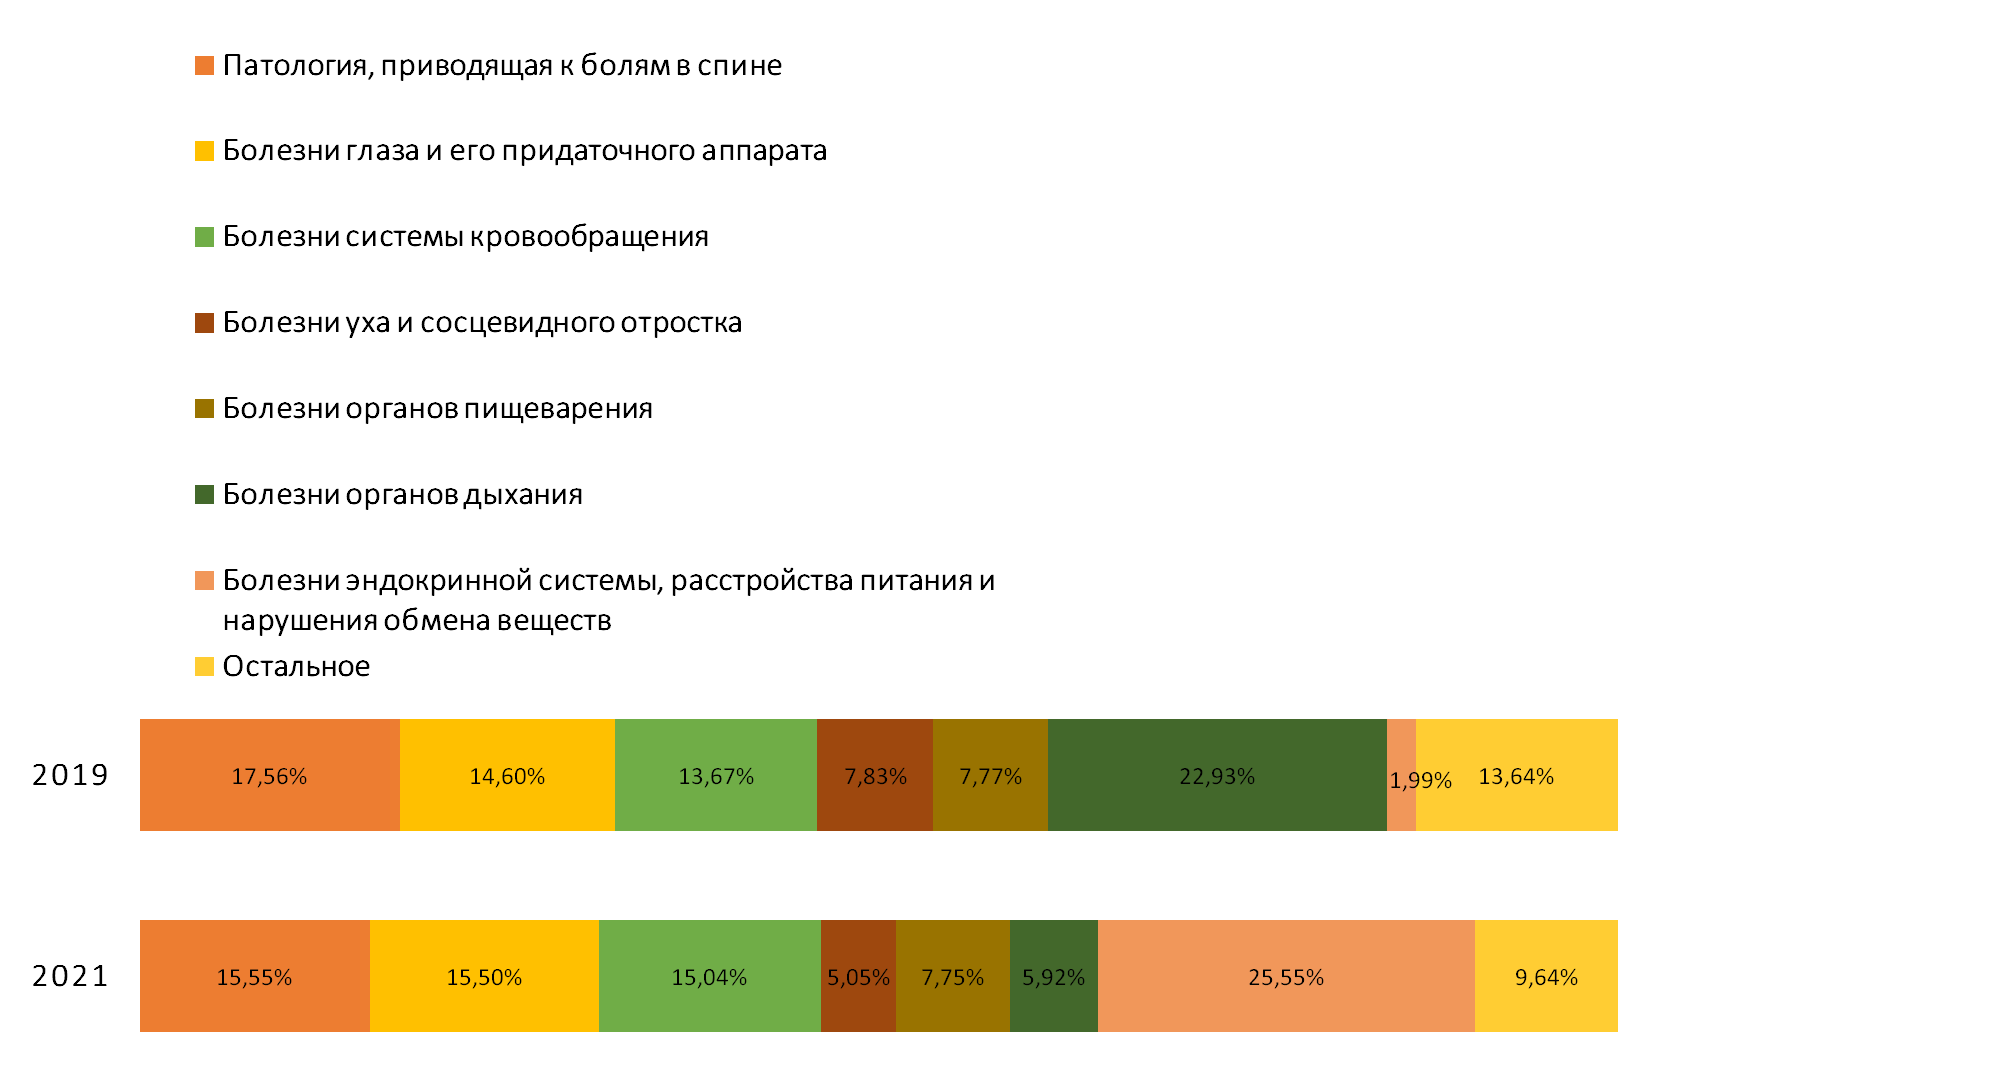 Патология, приводящая к болям в спине
Болезни глаза и его придаточного аппарата
Болезни системы кровообращения
Болезни уха и сосцевидного отростка
Болезни органов пищеварения
Болезни органов дыхания
Болезни эндокринной системы, расстройства питания и
нарушения обмена веществ
Остальное
2019 17,56% 14,60% 13,67% 7,83% 7,77% 22,93% 1,99% 13,64%
2021 15,55% 15,50% 15,04% 5,05% 7,75% 5,92% 25,55% 9,64%